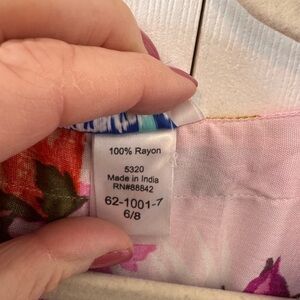 100% Rayon
5320
Made in India
RN#88842
62-1001-7
6/8